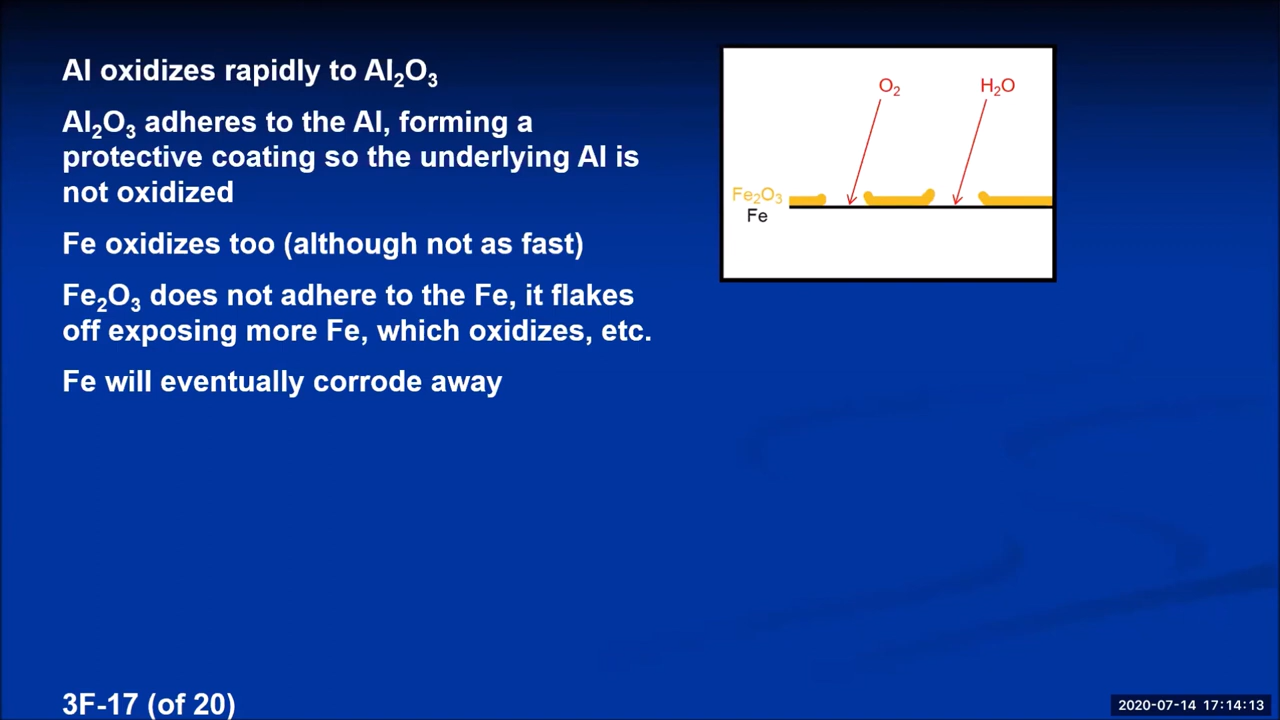 Al oxidizes rapidly to Al₂O₃
Al₂O₃ adheres to the Al, forming a
protective coating so the underlying Al is
not oxidized
Fe oxidizes too (although not as fast)
Fe₂O₃ does not adhere to the Fe, it flakes
off exposing more Fe, which oxidizes, etc.
Fe will eventually corrode away
O₂
H₂O
Fe₂O₃
Fe
3F-17 (of 20)
2020-07-14 17:14:13